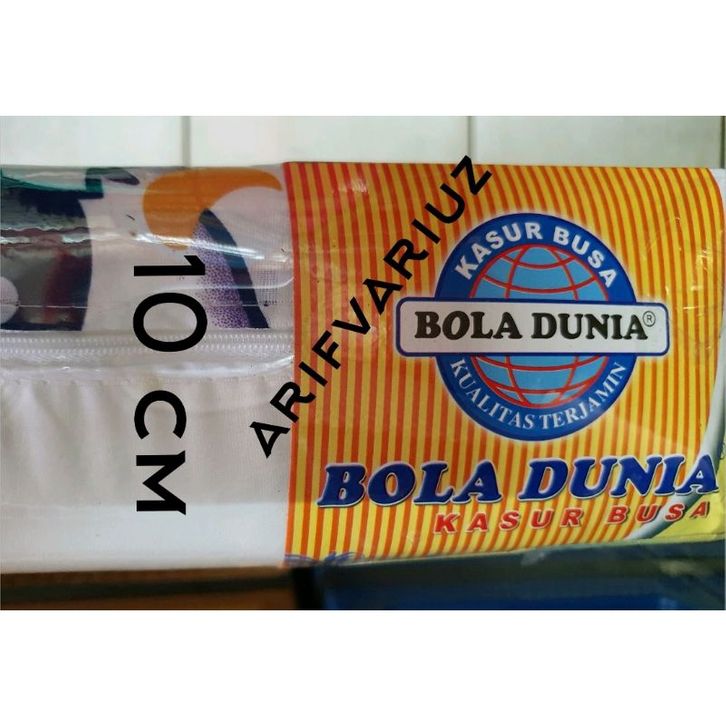 10 CM
ARIFVARIUZ
KASUR BUSA
BOLA DUNIA®
KUALITAS TERJAMIN
BOLA DUNIA
KASUR BUSA